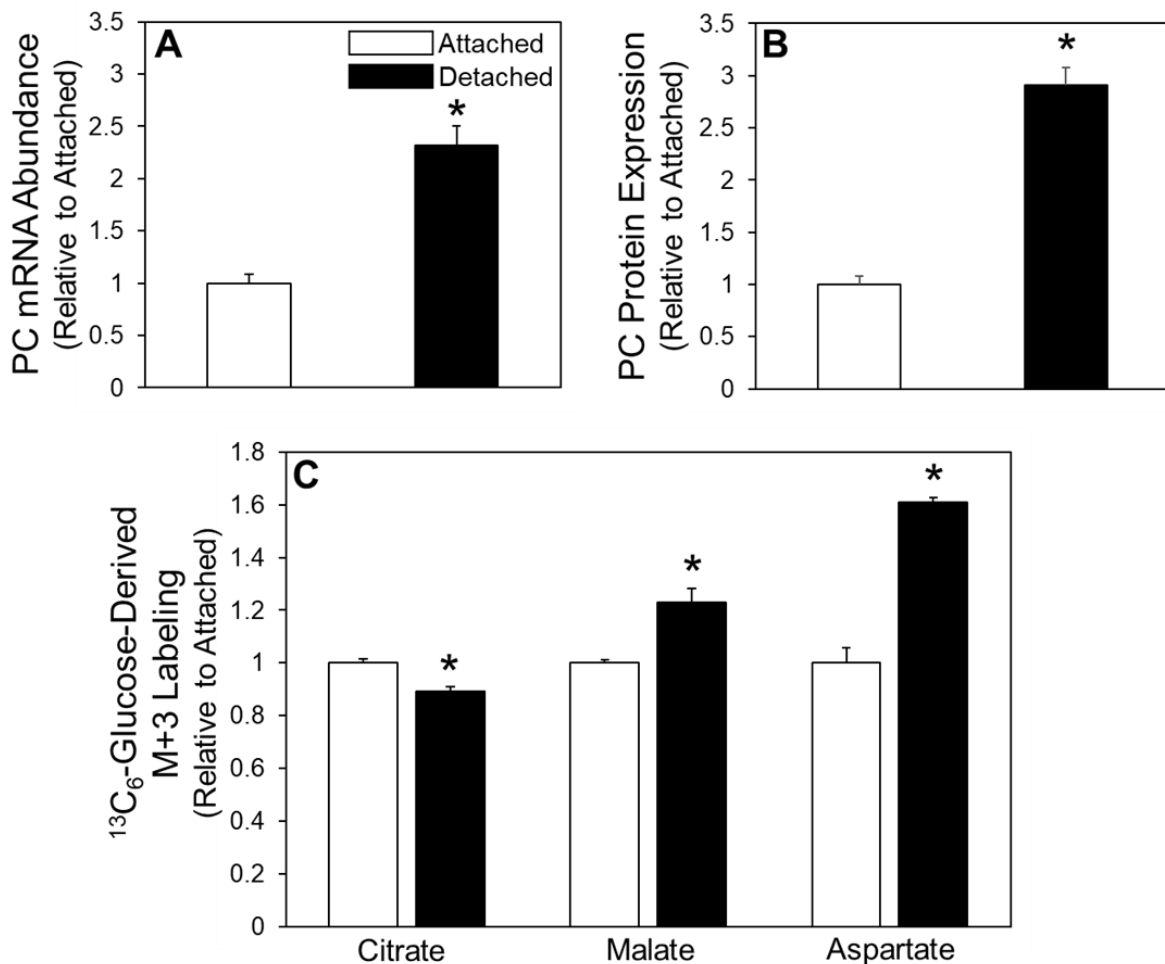 A
PC mRNA Abundance
(Relative to Attached)
3.5
3
2.5
2
1.5
1
0.5
0
Attached
Detached
*
B
PC Protein Expression
(Relative to Attached)
3.5
3
2.5
2
1.5
1
0.5
0
*
C
¹³C₆-Glucose-Derived
M+3 Labeling
(Relative to Attached)
1.8
1.6
1.4
1.2
1
0.8
0.6
0.4
0.2
0
*
*
*
Citrate Malate Aspartate